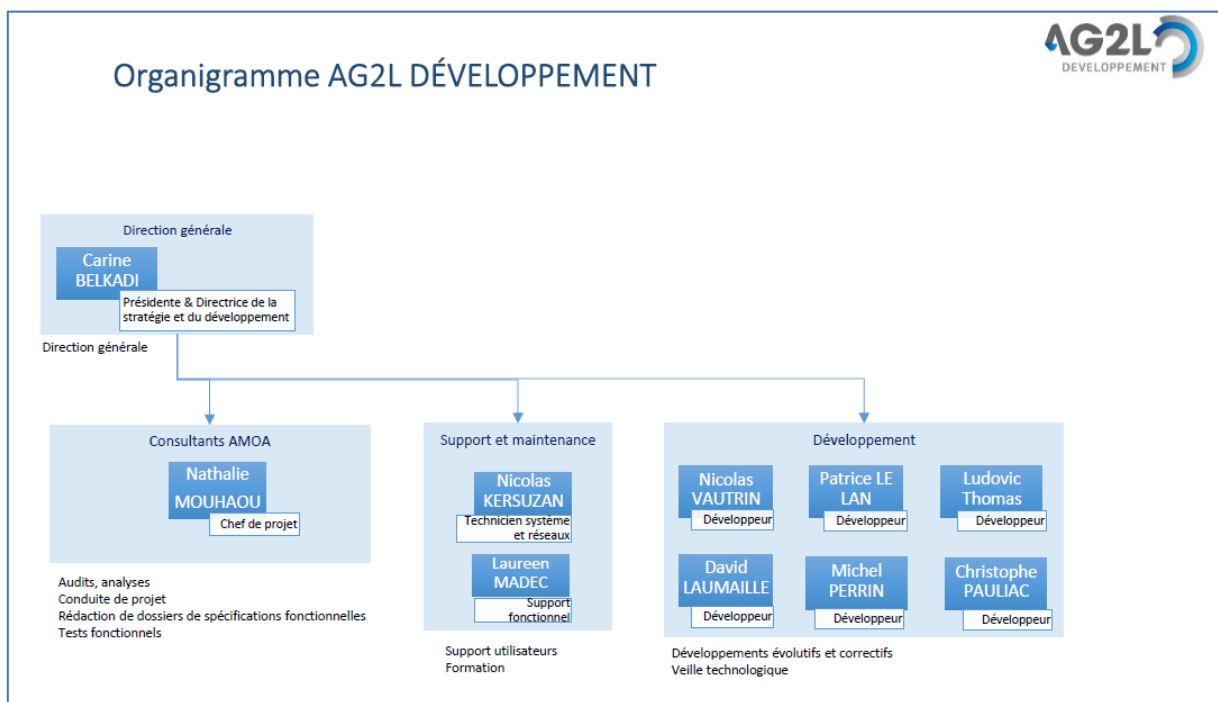 AG2L
DEVELOPPEMENT
Organigramme AG2L DÉVELOPPEMENT
Direction générale
Carine
BELKADI
Présidente & Directrice de la
stratégie et du développement
Direction générale
Consultants AMOA
Nathalie
MOUHAOU
Chef de projet
Audits, analyses
Conduite de projet
Rédaction de dossiers de spécifications fonctionnelles
Tests fonctionnels
Support et maintenance
Nicolas
KERSUZAN
Technicien système
et réseaux
Laureen
MADEC
Support
fonctionnel
Support utilisateurs
Formation
Développement
Nicolas
VAUTRIN
Développeur
Patrice LE
LAN
Développeur
Ludovic
Thomas
Développeur
David
LAUMAILLE
Développeur
Michel
PERRIN
Développeur
Christophe
PAULIAC
Développeur
Développements évolutifs et correctifs
Veille technologique